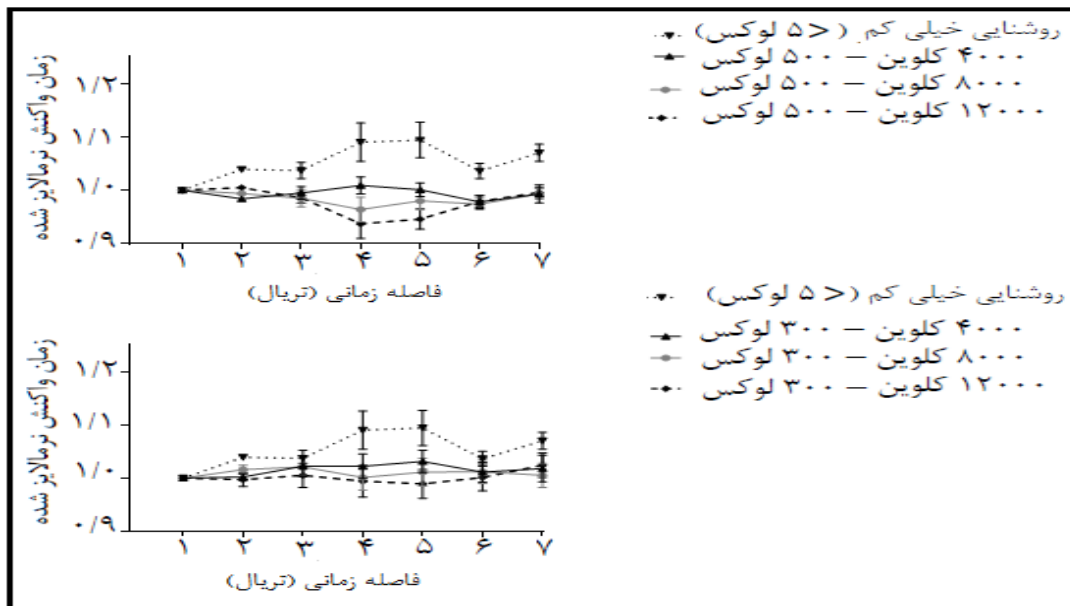 روشنایی خیلی کم (< ۵ لوکس)
۴۰۰۰ کلوین – ۵۰۰ لوکس
۸۰۰۰ کلوین – ۵۰۰ لوکس
۱۲۰۰۰ کلوین – ۵۰۰ لوکس
زمان واکنش نرمالایز شده
۱/۲
۱/۱
۱/۰
۰/۹
۱ ۲ ۳ ۴ ۵ ۶ ۷
فاصله زمانی (تریال)
روشنایی خیلی کم (< ۵ لوکس)
۴۰۰۰ کلوین – ۳۰۰ لوکس
۸۰۰۰ کلوین – ۳۰۰ لوکس
۱۲۰۰۰ کلوین – ۳۰۰ لوکس
زمان واکنش نرمالایز شده
۱/۲
۱/۱
۱/۰
۰/۹
۱ ۲ ۳ ۴ ۵ ۶ ۷
فاصله زمانی (تریال)